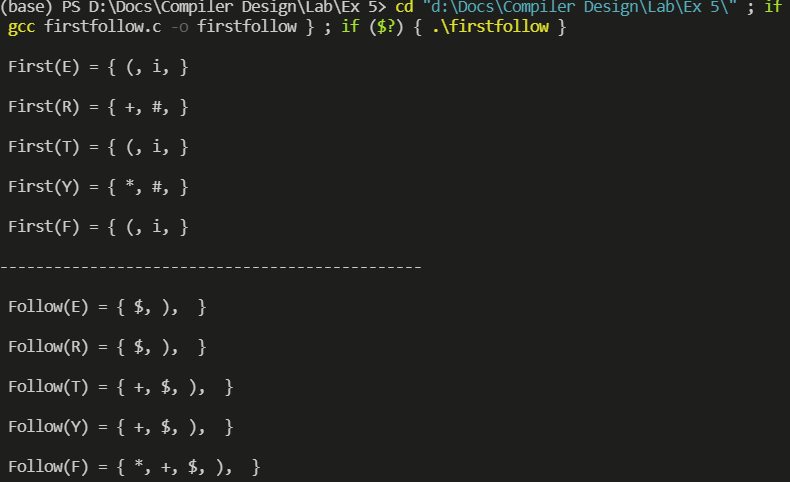 (base) PS D:\Docs\Compiler Design\Lab\Ex 5> cd "d:\Docs\Compiler Design\Lab\Ex 5\" ; if
gcc firstfollow.c -o firstfollow } ; if ($?) { .\firstfollow }
First(E) = { (, i, }
First(R) = { +, #, }
First(T) = { (, i, }
First(Y) = { *, #, }
First(F) = { (, i, }
-----------------------------------------------
Follow(E) = { $, ),  }
Follow(R) = { $, ),  }
Follow(T) = { +, $, ),  }
Follow(Y) = { +, $, ),  }
Follow(F) = { *, +, $, ),  }